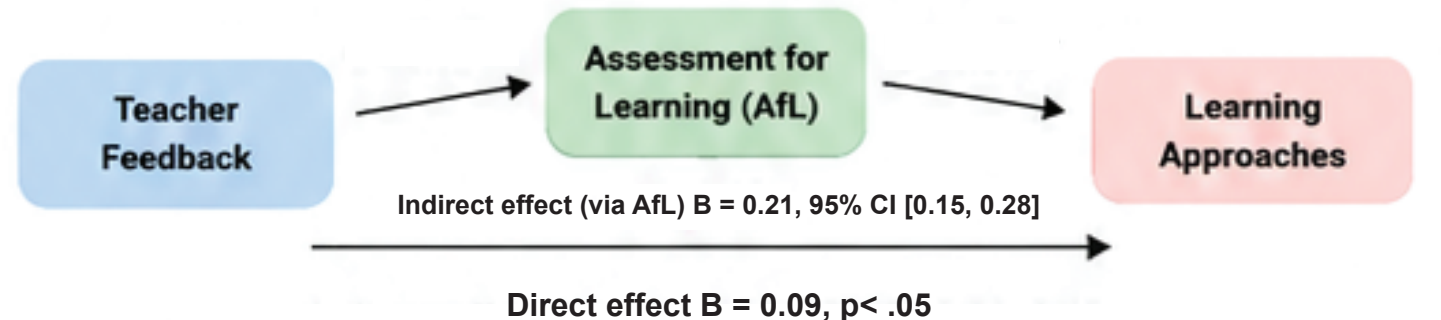 Teacher
Feedback
Assessment for
Learning (AfL)
Learning
Approaches
Indirect effect (via AfL) B = 0.21, 95% CI [0.15, 0.28]
Direct effect B = 0.09, p< .05